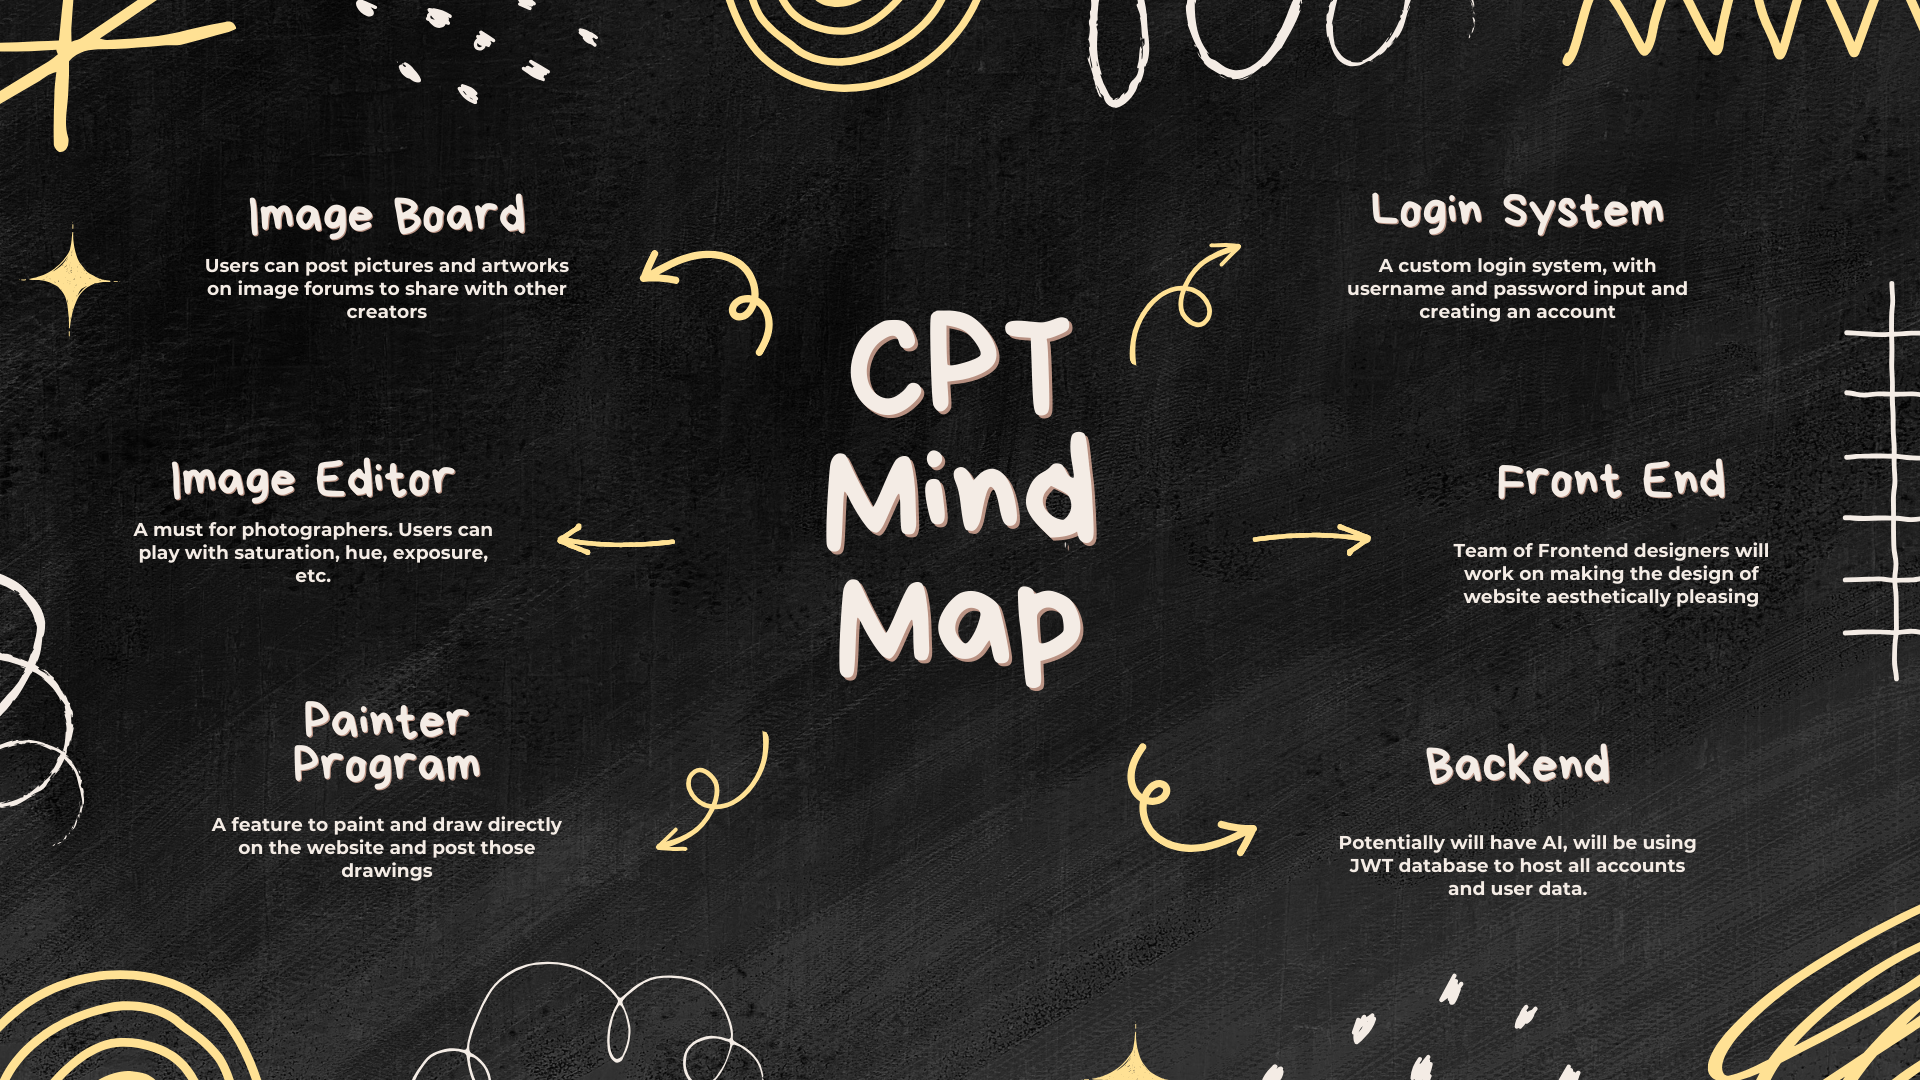 CPT
Mind
Map
Image Board
Users can post pictures and artworks
on image forums to share with other
creators
Image Editor
A must for photographers. Users can
play with saturation, hue, exposure,
etc.
Painter
Program
A feature to paint and draw directly
on the website and post those
drawings
Login System
A custom login system, with
username and password input and
creating an account
Front End
Team of Frontend designers will
work on making the design of
website aesthetically pleasing
Backend
Potentially will have AI, will be using
JWT database to host all accounts
and user data.